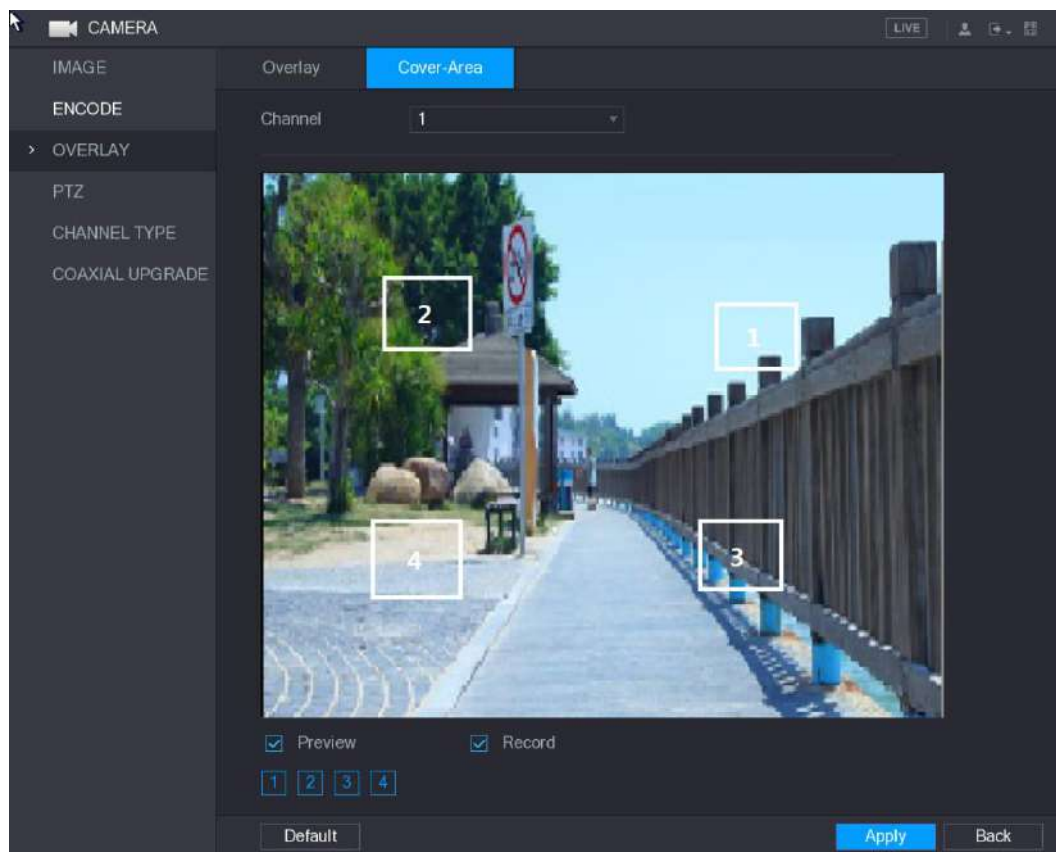 CAMERA
LIVE
IMAGE
ENCODE
OVERLAY
PTZ
CHANNEL TYPE
COAXIAL UPGRADE
Overlay
Cover-Area
Channel
1
2
1
4
3
Preview
Record
1 2 3 4
Default
Apply
Back